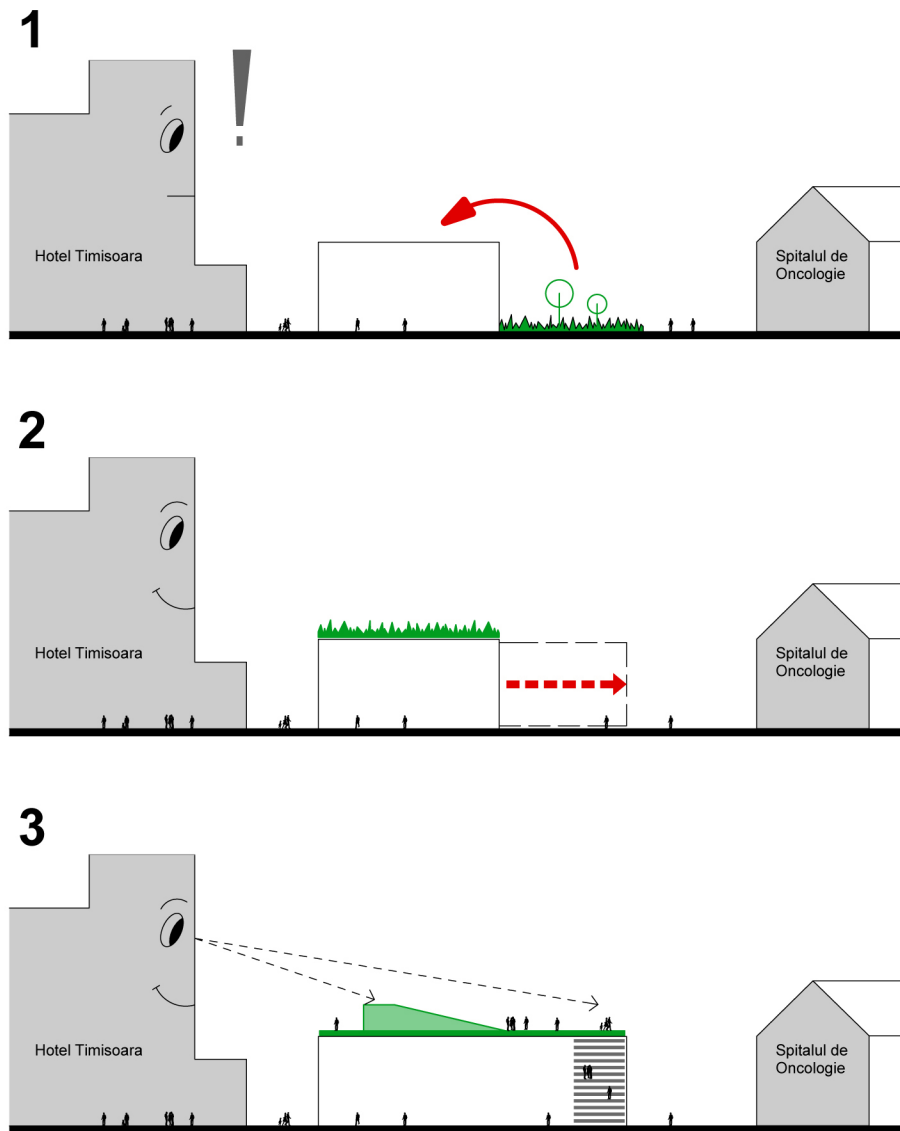 1
!
Hotel Timisoara
Spitalul de
Oncologie
2
Hotel Timisoara
Spitalul de
Oncologie
3
Hotel Timisoara
Spitalul de
Oncologie